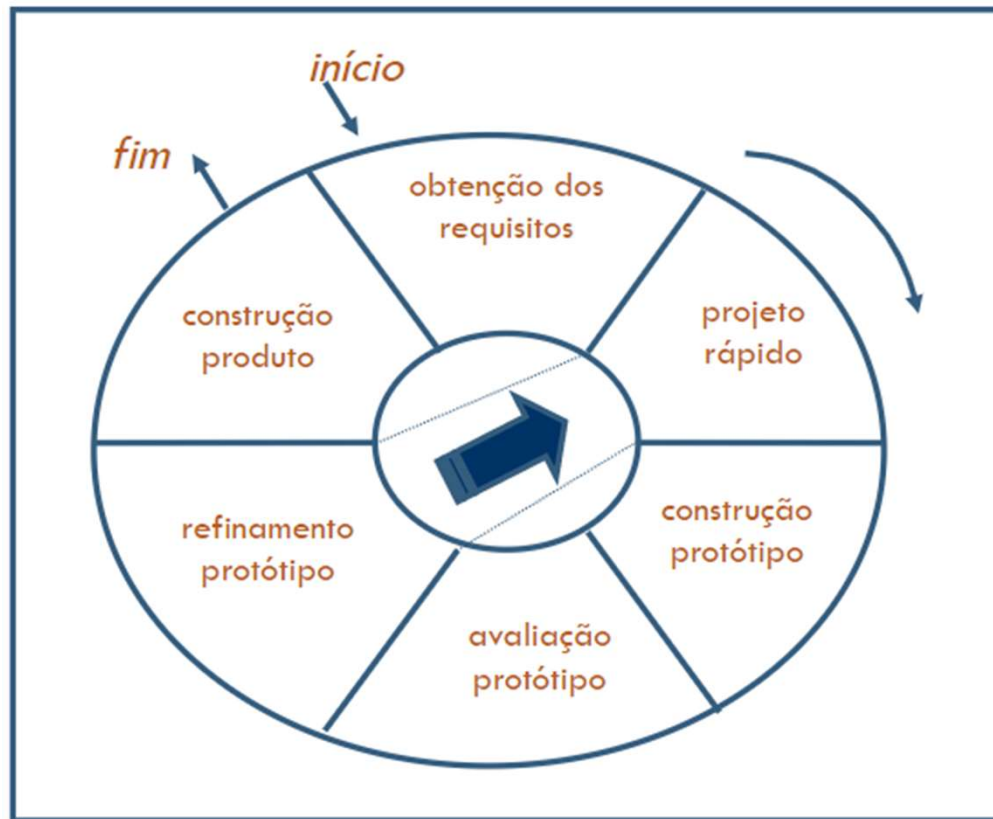 início
fim
obtenção dos
requisitos
projeto
rápido
construção
protótipo
avaliação
protótipo
refinamento
protótipo
construção
produto